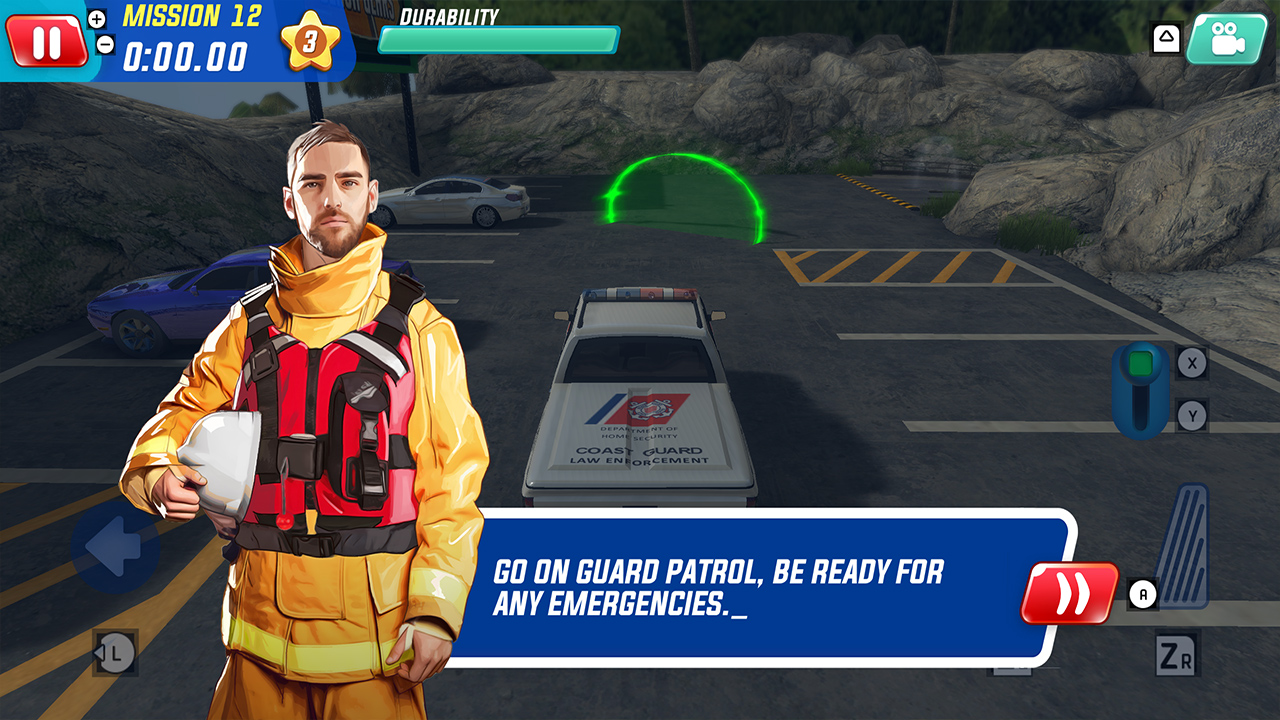 MISSION 12
0:00.00
3
DURABILITY
X
Y
DEPARTMENT OF
HOME SECURITY
COAST GUARD
LAW ENFORCEMENT
GO ON GUARD PATROL, BE READY FOR
ANY EMERGENCIES._
A
L
ZR